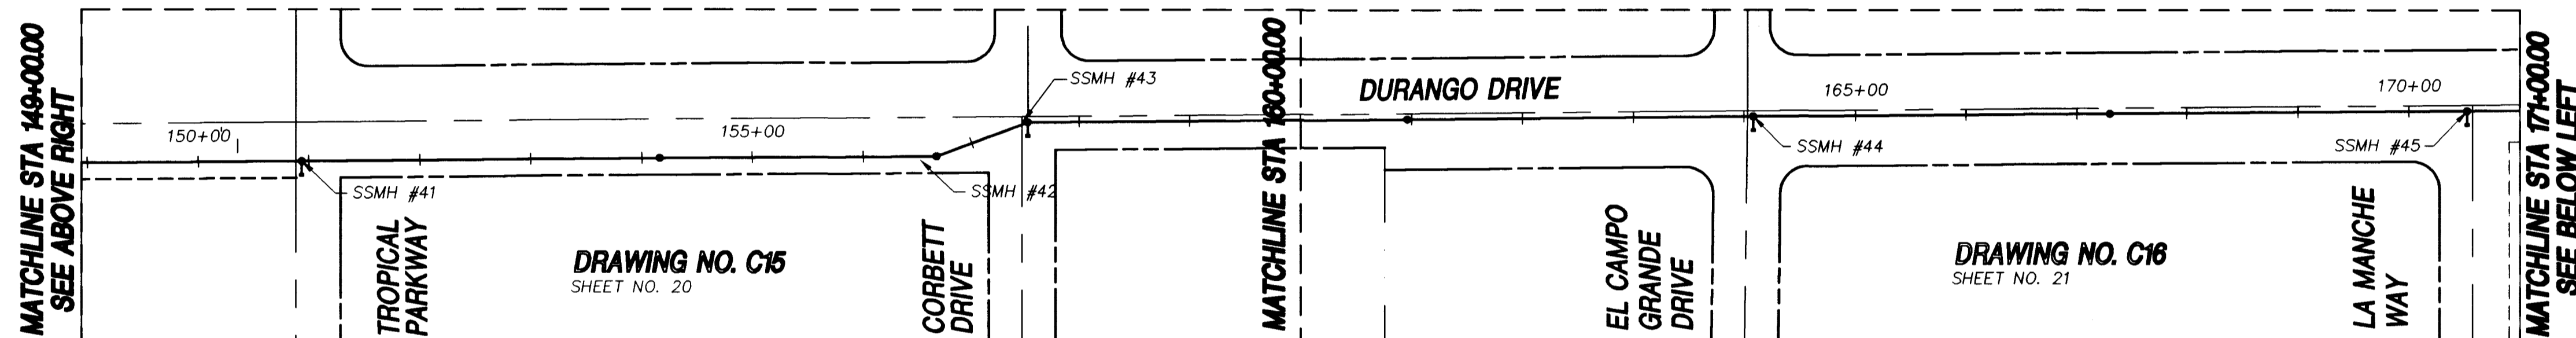 MATCHLINE STA 149+00.00
SEE ABOVE RIGHT
150+00
SSMH #41
TROPICAL
PARKWAY
DRAWING NO. C15
SHEET NO. 20
155+00
SSMH #42
CORBETT
DRIVE
SSMH #43
MATCHLINE STA 160+00.00
DURANGO DRIVE
EL CAMPO
GRANDE
DRIVE
SSMH #44
165+00
DRAWING NO. C16
SHEET NO. 21
170+00
SSMH #45
LA MANCHE
WAY
MATCHLINE STA 171+00.00
SEE BELOW LEFT